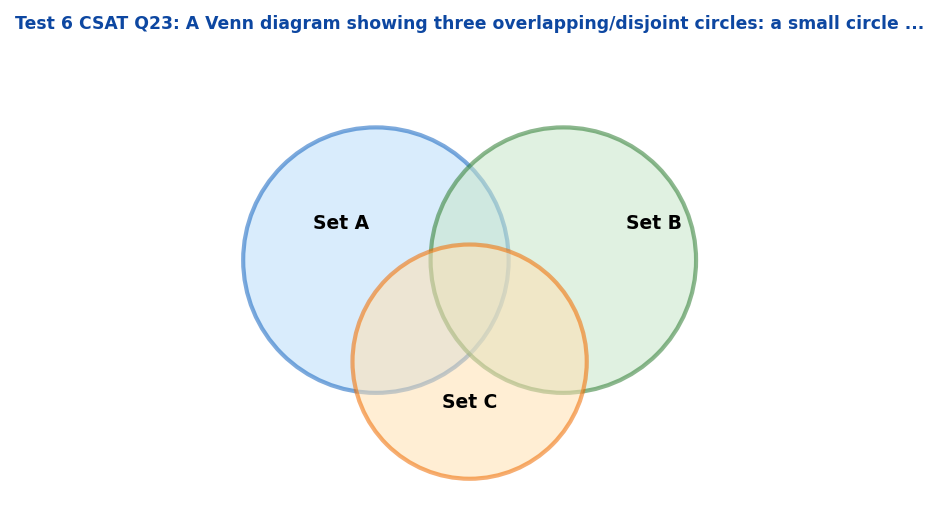 Test 6 CSAT Q23: A Venn diagram showing three overlapping/disjoint circles: a small circle ...
Set A
Set B
Set C